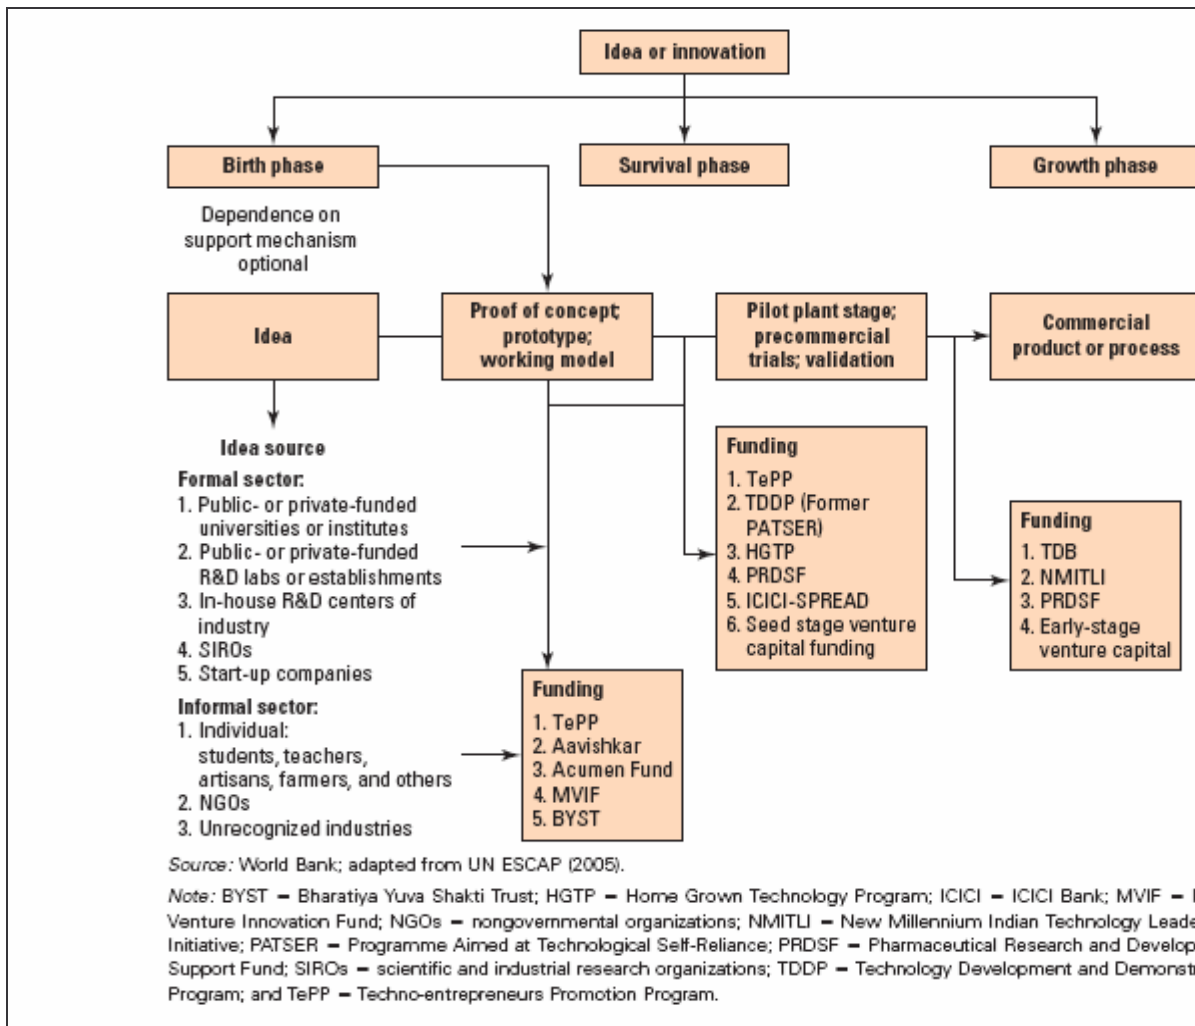 Idea or innovation
Birth phase
Survival phase
Growth phase
Dependence on
support mechanism
optional
Idea
Proof of concept;
prototype;
working model
Pilot plant stage;
precommercial
trials; validation
Commercial
product or process
Idea source
Formal sector:
1. Public- or private-funded
universities or institutes
2. Public- or private-funded
R&D labs or establishments
3. In-house R&D centers of
industry
4. SIROs
5. Start-up companies
Informal sector:
1. Individual:
students, teachers,
artisans, farmers, and others
2. NGOs
3. Unrecognized industries
Funding
1. TePP
2. Aavishkar
3. Acumen Fund
4. MVIF
5. BYST
Funding
1. TePP
2. TDDP (Former
PATSER)
3. HGTP
4. PRDSF
5. ICICI-SPREAD
6. Seed stage venture
capital funding
Funding
1. TDB
2. NMITLI
3. PRDSF
4. Early-stage
venture capital
Source: World Bank; adapted from UN ESCAP (2005).
Note: BYST = Bharatiya Yuva Shakti Trust; HGTP = Home Grown Technology Program; ICICI = ICICI Bank; MVIF =
Venture Innovation Fund; NGOs = nongovernmental organizations; NMITLI = New Millennium Indian Technology Leade
Initiative; PATSER = Programme Aimed at Technological Self-Reliance; PRDSF = Pharmaceutical Research and Develop
Support Fund; SIROs = scientific and industrial research organizations; TDDP = Technology Development and Demonst
Program; and TePP = Techno-entrepreneurs Promotion Program.